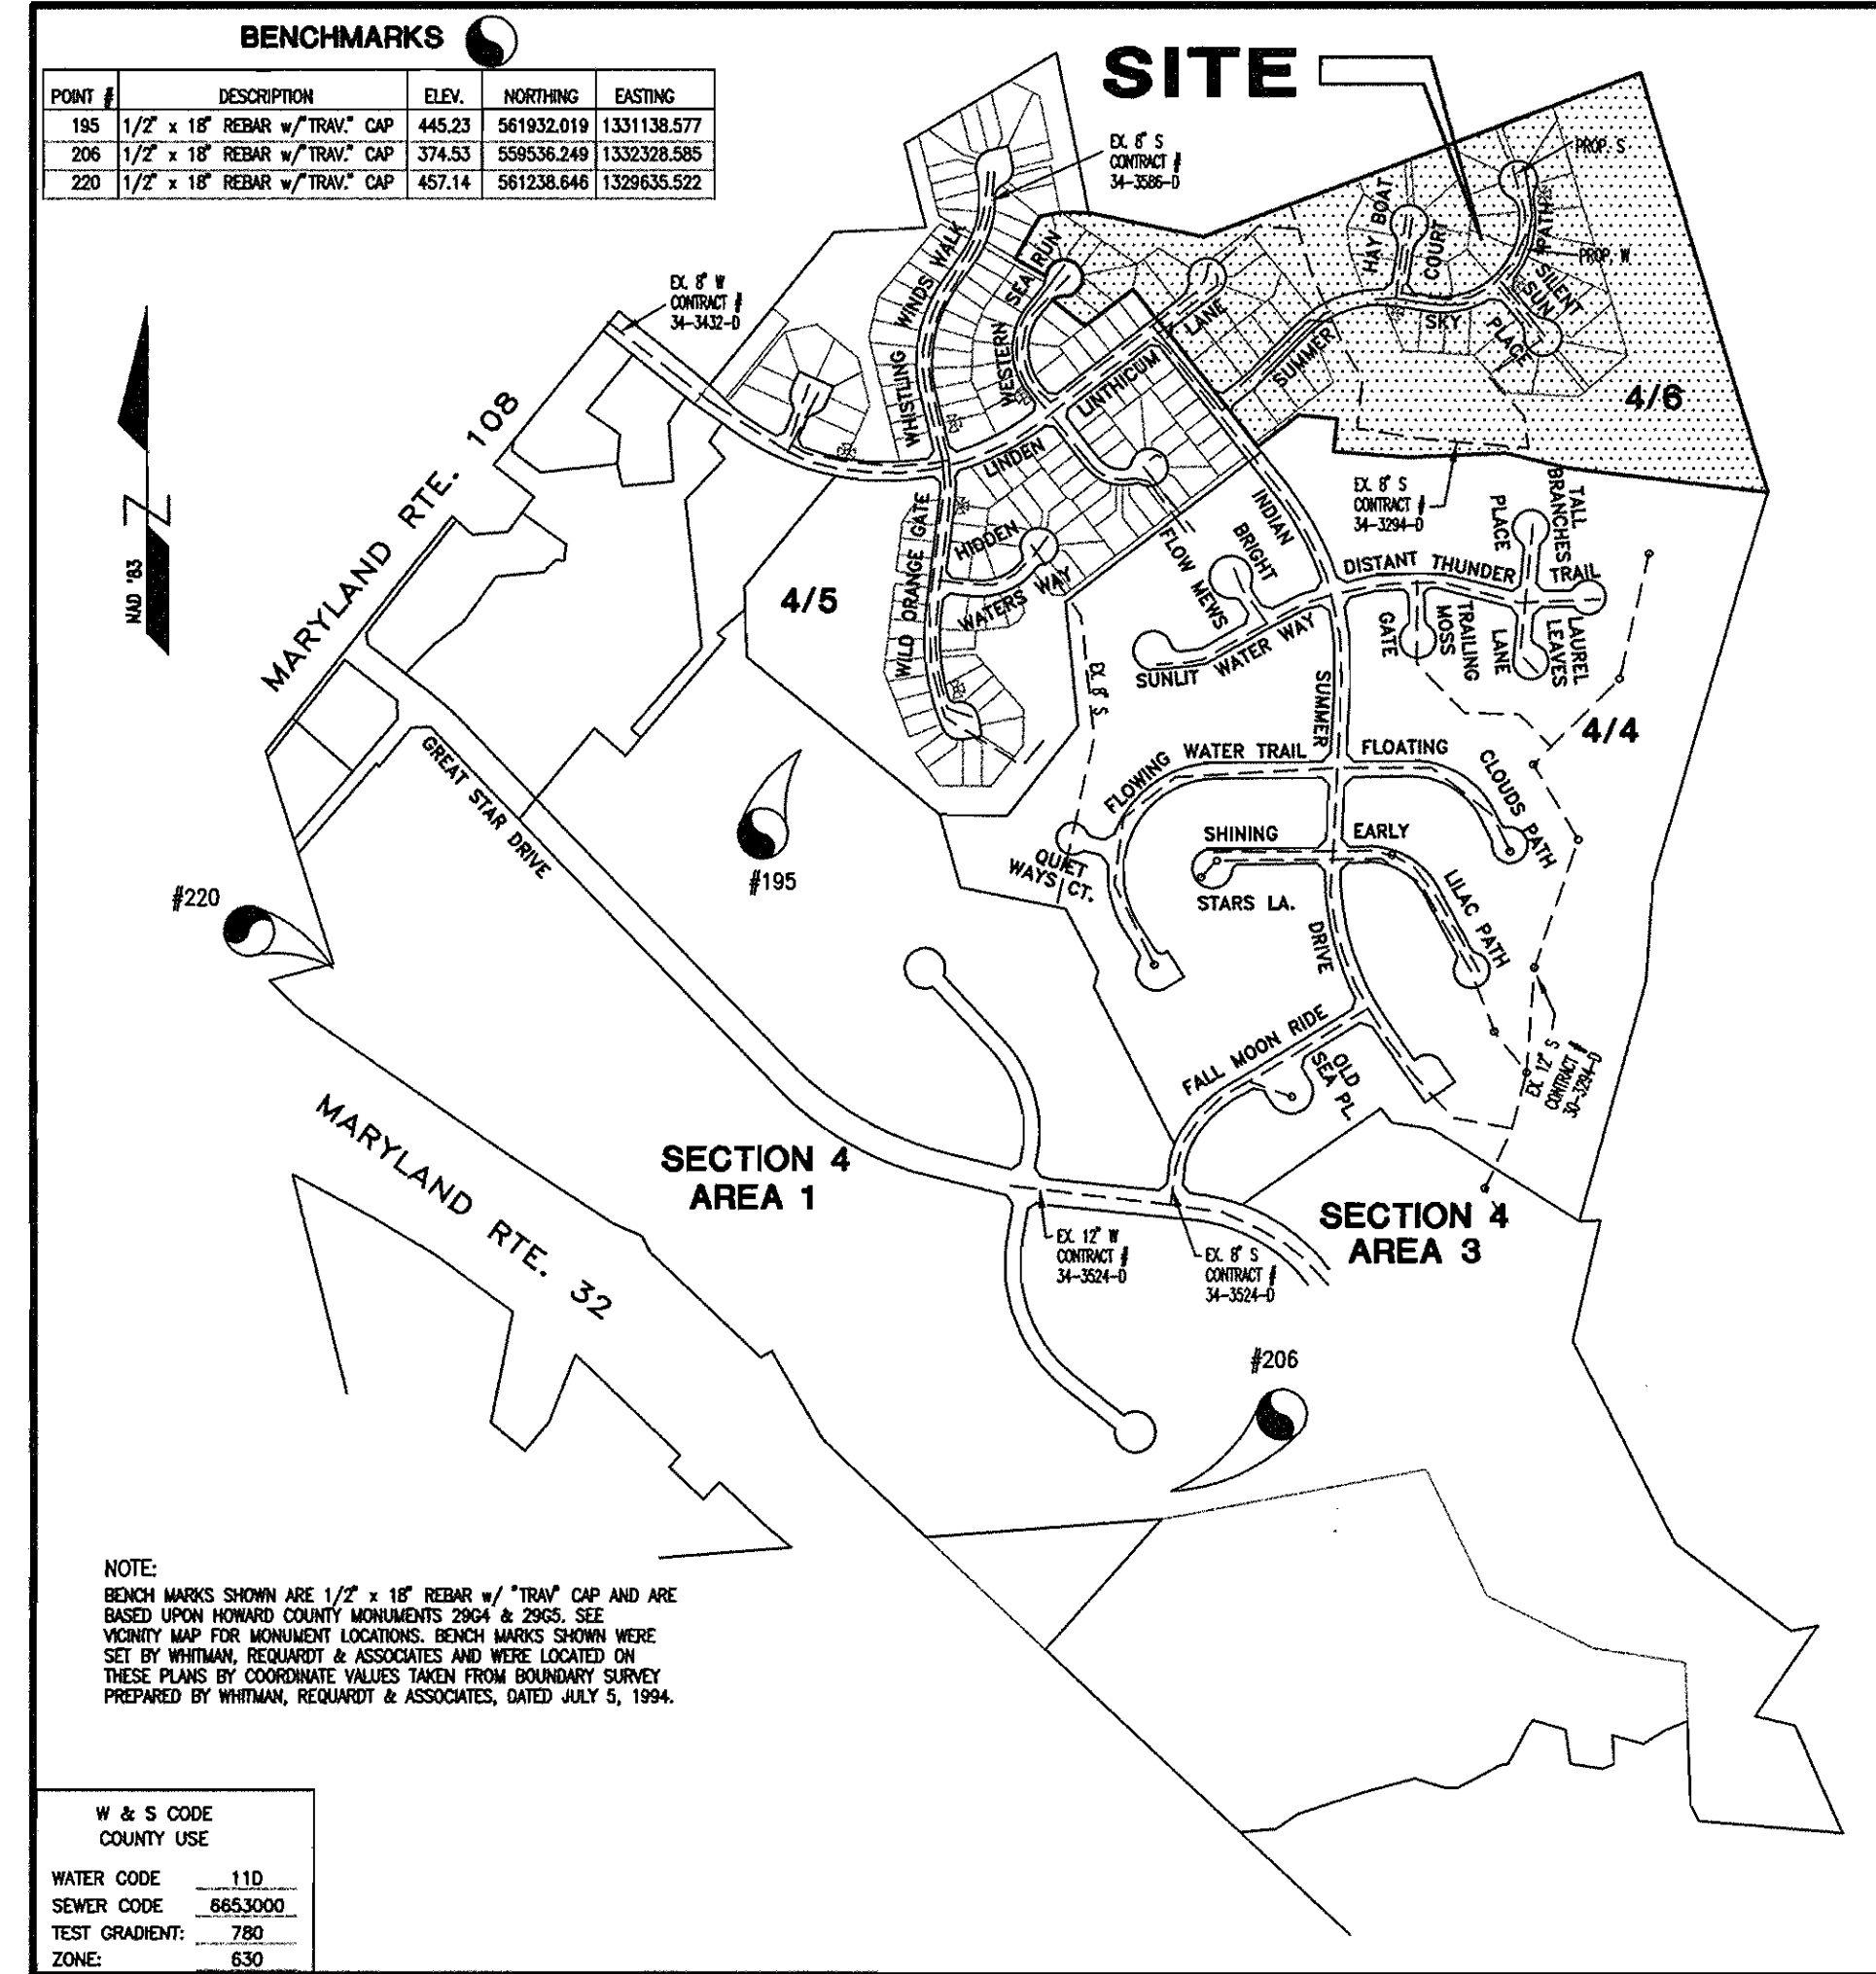 BENCHMARKS
POINT # DESCRIPTION ELEV. NORTHING EASTING
195 1/2" x 18" REBAR w/"TRAV." CAP 445.23 561932.019 1331138.577
206 1/2" x 18" REBAR w/"TRAV." CAP 374.53 559536.249 1332328.585
220 1/2" x 18" REBAR w/"TRAV." CAP 457.14 561238.646 1329635.522
SITE
EX. 8" S
CONTRACT #
34-3586-D
PROP. S
PROP. W
HAY BOAT
COURT
SILENT
SUN
PLACE
PATH
SKY
SUMMER
4/6
EX. 8" W
CONTRACT #
34-3432-D
WHISTLING WINDS WALK
WESTERN SEA RUN
LINDEN LINTHICUM LANE
MARYLAND RTE. 108
NAD '83
N
EX. 8" S
CONTRACT #
34-3294-D
INDIAN
SUMMER
DRIVE
HIDDEN
WATERS WAY
WILD ORANGE GATE
4/5
FLOW MEWS
BRIGHT
SUNLIT WATER WAY
DISTANT THUNDER TRAIL
TALL
BRANCHES
PLACE
TRAILING
MOSS
GATE
LAUREL
LEAVES
LANE
EX. 8" S
4/4
FLOWING WATER TRAIL
FLOATING CLOUDS PATH
SHINING
STARS LA.
EARLY LILAC PATH
QUIET
WAYS CT.
GREAT STAR DRIVE
#195
#220
FALL MOON RIDE
OLD
SEA PL.
EX. 12" S
CONTRACT #
30-3294-D
MARYLAND RTE. 32
SECTION 4
AREA 1
SECTION 4
AREA 3
EX. 12" W
CONTRACT #
34-3524-D
EX. 8" S
CONTRACT #
34-3524-D
#206
NOTE:
BENCH MARKS SHOWN ARE 1/2" x 18" REBAR w/ "TRAV" CAP AND ARE
BASED UPON HOWARD COUNTY MONUMENTS 29G4 & 29G5. SEE
VICINITY MAP FOR MONUMENT LOCATIONS. BENCH MARKS SHOWN WERE
SET BY WHITMAN, REQUARDT & ASSOCIATES AND WERE LOCATED ON
THESE PLANS BY COORDINATE VALUES TAKEN FROM BOUNDARY SURVEY
PREPARED BY WHITMAN, REQUARDT & ASSOCIATES, DATED JULY 5, 1994.
W & S CODE
COUNTY USE
WATER CODE 11D
SEWER CODE 6653000
TEST GRADIENT: 780
ZONE: 630